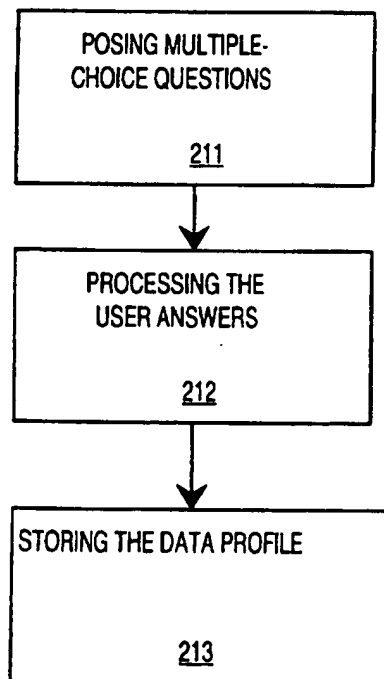 POSING MULTIPLE-
CHOICE QUESTIONS
211
PROCESSING THE
USER ANSWERS
212
STORING THE DATA PROFILE
213